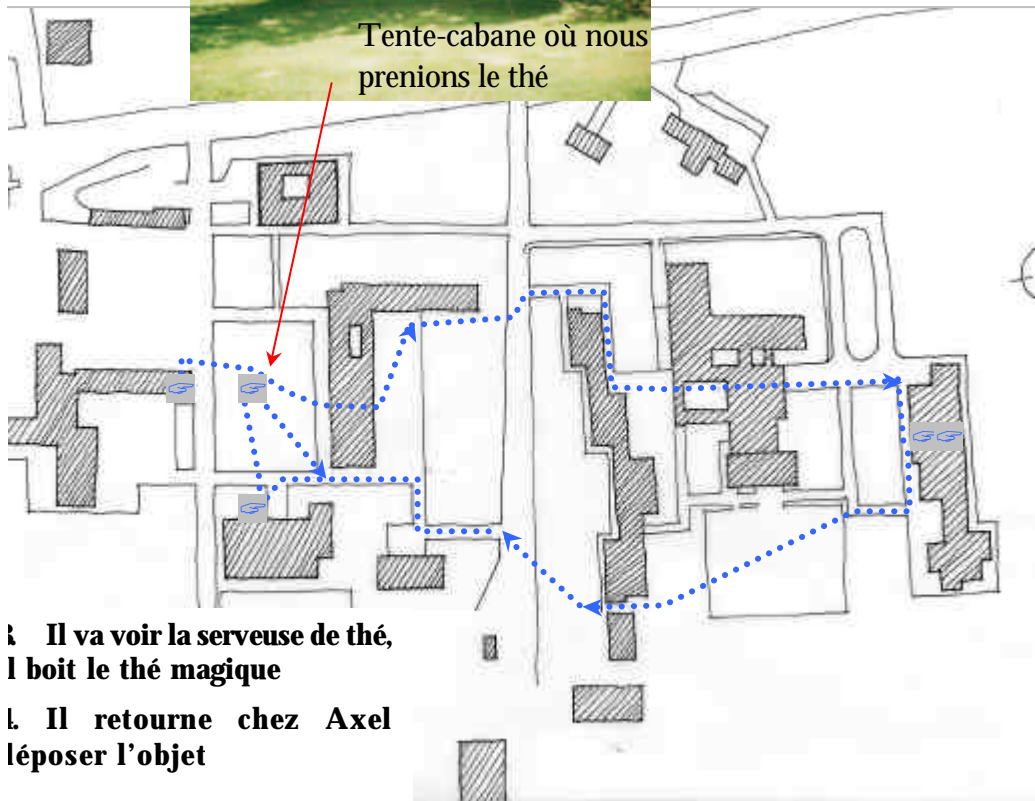 Tente-cabane où nous
prenions le thé
Il va voir la serveuse de thé,
boit le thé magique
Il retourne chez Axel
l'objet